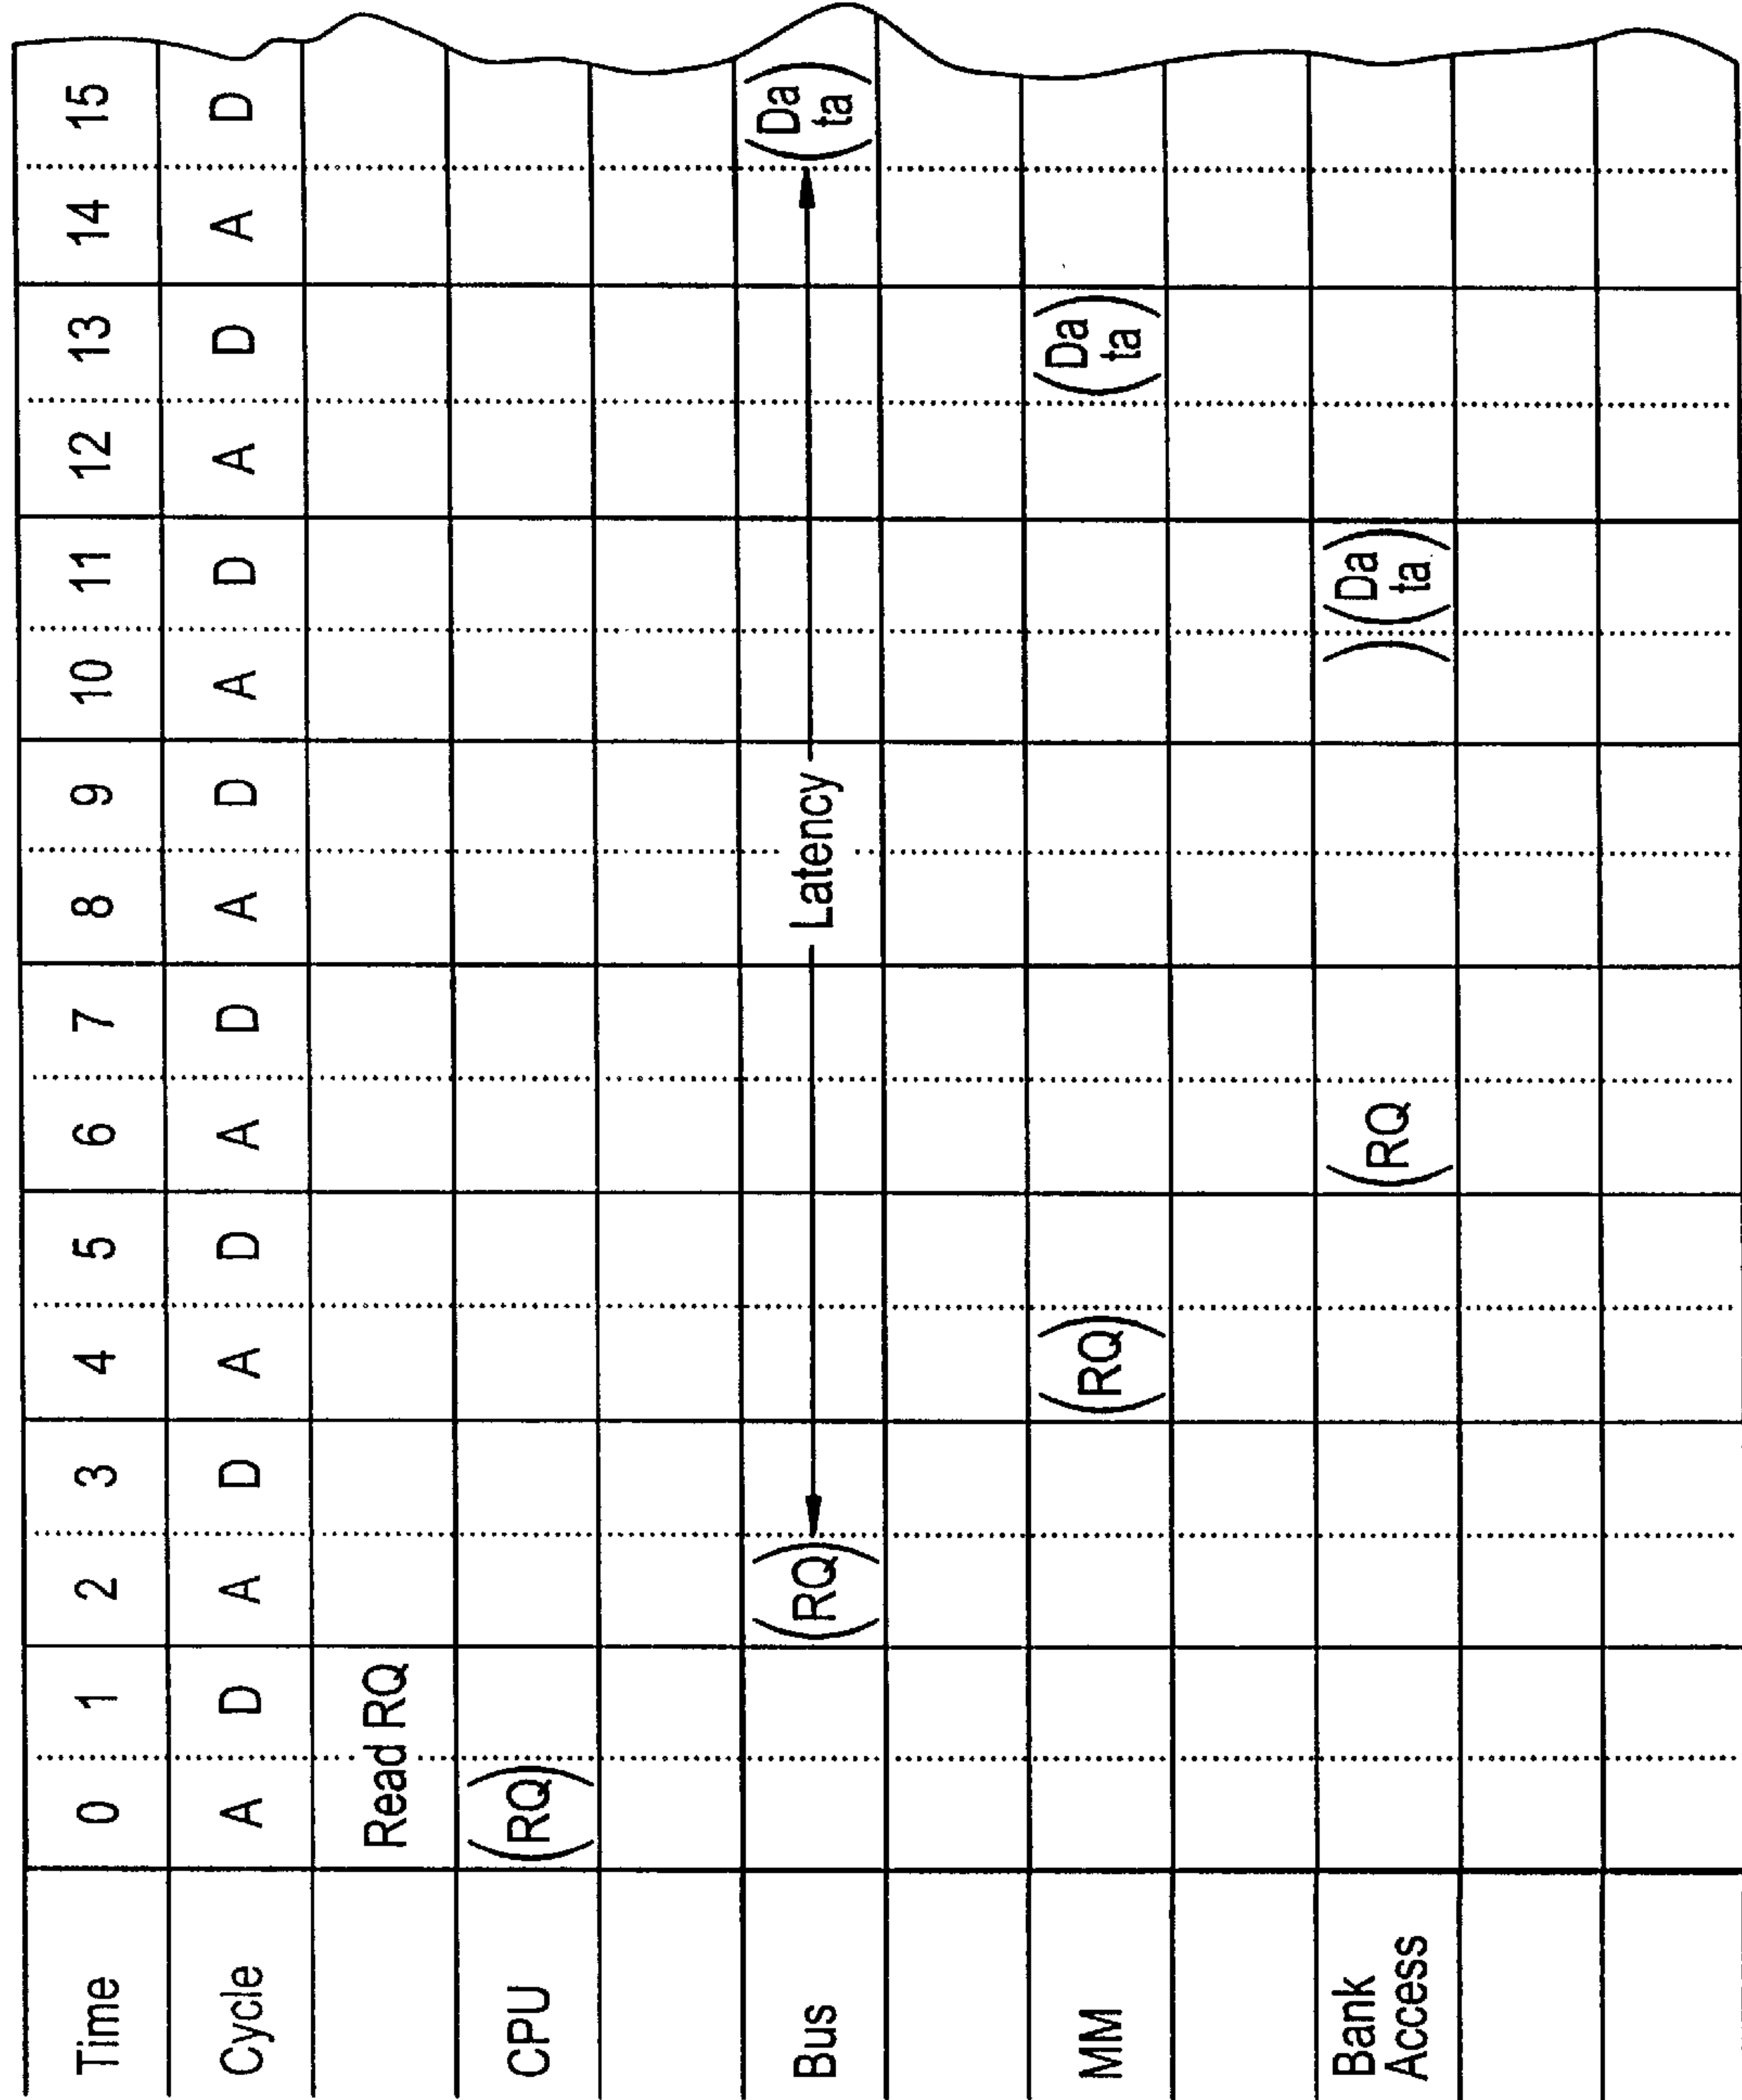 Time 0 1 2 3 4 5 6 7 8 9 10 11 12 13 14 15
Cycle A D A D A D A D A D A D A D A D
Read RQ
CPU (RQ)
Bus (RQ) Latency (Da
ta)
MM (RQ) (Da
ta)
Bank
Access (RQ ) (Da
ta)